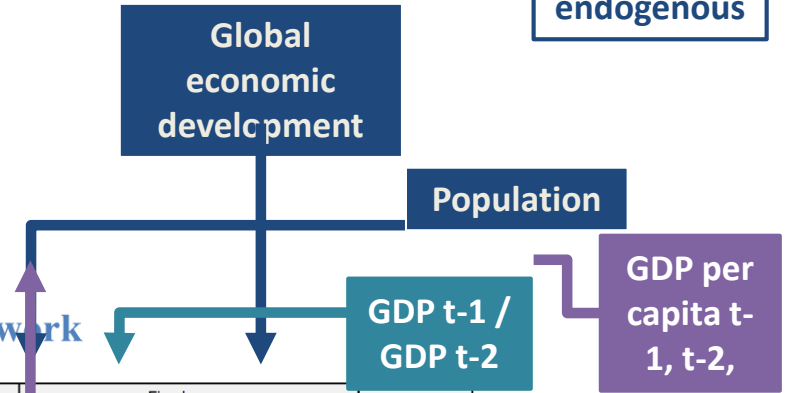 endogenous
Global
economic
development
Population
GDP per
capita t-
1, t-2,
GDP t-1 /
GDP t-2
work